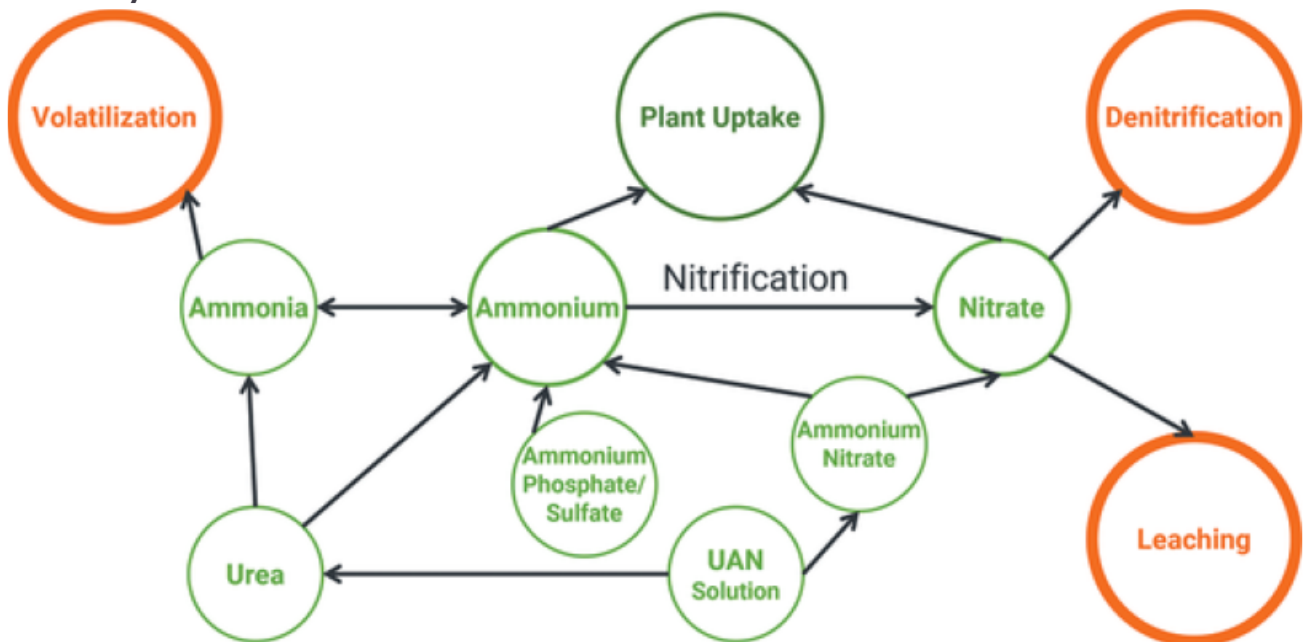 Volatilization
Plant Uptake
Denitrification
Nitrification
Ammonia
Ammonium
Nitrate
Ammonium
Nitrate
Ammonium
Phosphate/
Sulfate
Leaching
Urea
UAN
Solution